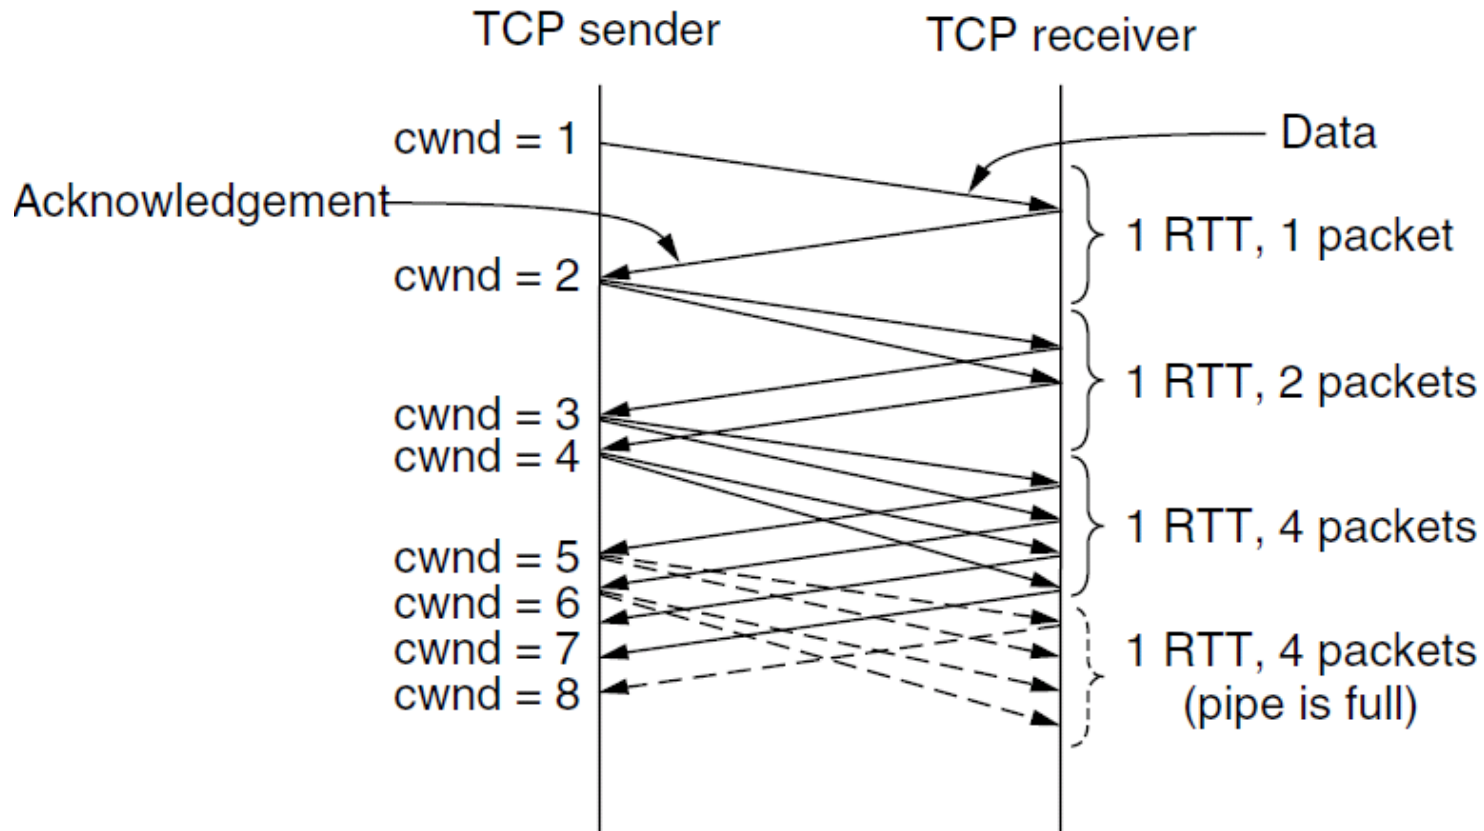 TCP sender
TCP receiver
cwnd = 1
Data
Acknowledgement
1 RTT, 1 packet
cwnd = 2
1 RTT, 2 packets
cwnd = 3
cwnd = 4
1 RTT, 4 packets
cwnd = 5
cwnd = 6
cwnd = 7
1 RTT, 4 packets
cwnd = 8
(pipe is full)